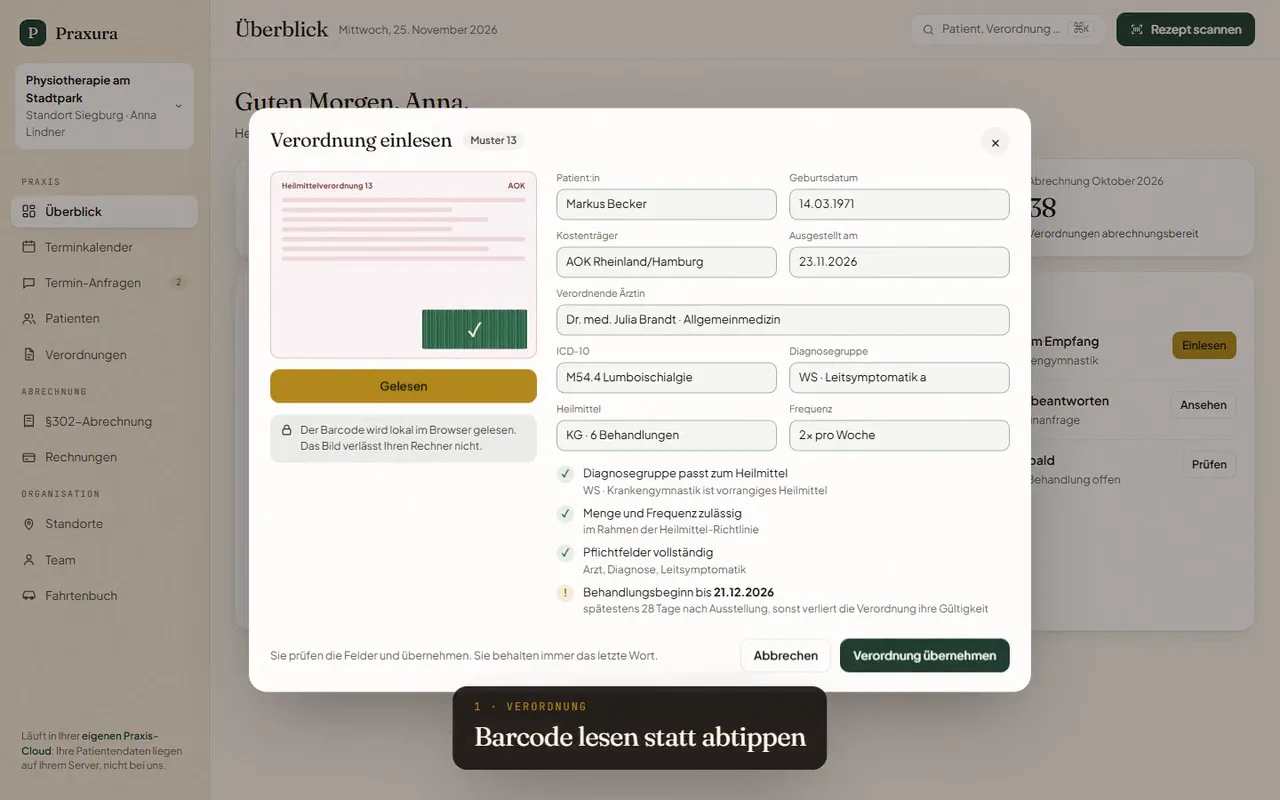 P Praxura
Physiotherapie am
Stadtpark
Standort Siegburg · Anna
Lindner
PRAXIS
Überblick
Terminkalender
Termin-Anfragen 2
Patienten
Verordnungen
ABRECHNUNG
§302-Abrechnung
Rechnungen
ORGANISATION
Standorte
Team
Fahrtenbuch
Läuft in Ihrer eigenen Praxis-
Cloud: Ihre Patientendaten liegen
auf Ihrem Server, nicht bei uns.
Überblick Mittwoch, 25. November 2026
Patient, Verordnung … ⌘K
Rezept scannen
Guten Morgen, Anna.
Verordnung einlesen Muster 13
×
Heilmittelverordnung 13 AOK
✓
Gelesen
Der Barcode wird lokal im Browser gelesen.
Das Bild verlässt Ihren Rechner nicht.
Patient:in
Markus Becker
Geburtsdatum
14.03.1971
Kostenträger
AOK Rheinland/Hamburg
Ausgestellt am
23.11.2026
Verordnende Ärztin
Dr. med. Julia Brandt · Allgemeinmedizin
ICD-10
M54.4 Lumboischialgie
Diagnosegruppe
WS · Leitsymptomatik a
Heilmittel
KG · 6 Behandlungen
Frequenz
2× pro Woche
✓ Diagnosegruppe passt zum Heilmittel
WS · Krankengymnastik ist vorrangiges Heilmittel
✓ Menge und Frequenz zulässig
im Rahmen der Heilmittel-Richtlinie
✓ Pflichtfelder vollständig
Arzt, Diagnose, Leitsymptomatik
! Behandlungsbeginn bis 21.12.2026
spätestens 28 Tage nach Ausstellung, sonst verliert die Verordnung ihre Gültigkeit
Sie prüfen die Felder und übernehmen. Sie behalten immer das letzte Wort.
Abbrechen
Verordnung übernehmen
Abrechnung Oktober 2026
38
Verordnungen abrechnungsbereit
m Empfang
engymnastik
Einlesen
beantworten
inanfrage
Ansehen
bald
Behandlung offen
Prüfen
1 · VERORDNUNG
Barcode lesen statt abtippen